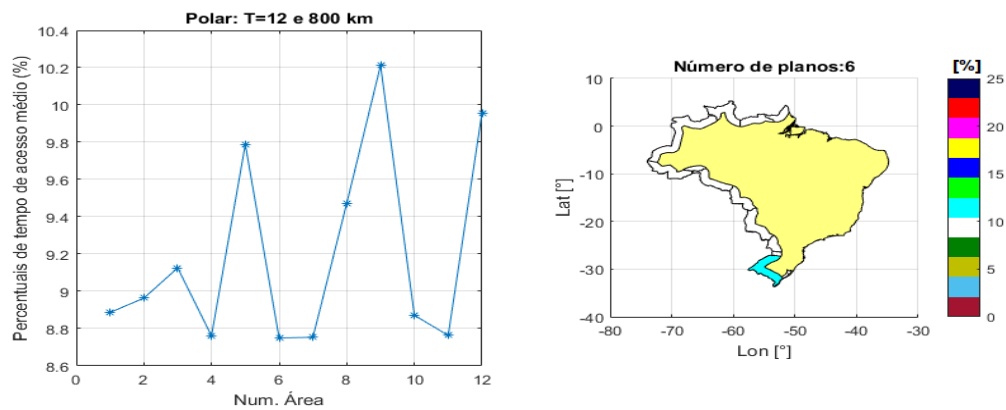 Polar: T=12 e 800 km
Percentuais de tempo de acesso médio (%)
10.4
10.2
10
9.8
9.6
9.4
9.2
9
8.8
8.6
0 2 4 6 8 10 12
Num. Área
Número de planos:6
[%]
Lat [°]
10
0
-10
-20
-30
-40
-80 -70 -60 -50 -40 -30
Lon [°]
25
20
15
10
5
0